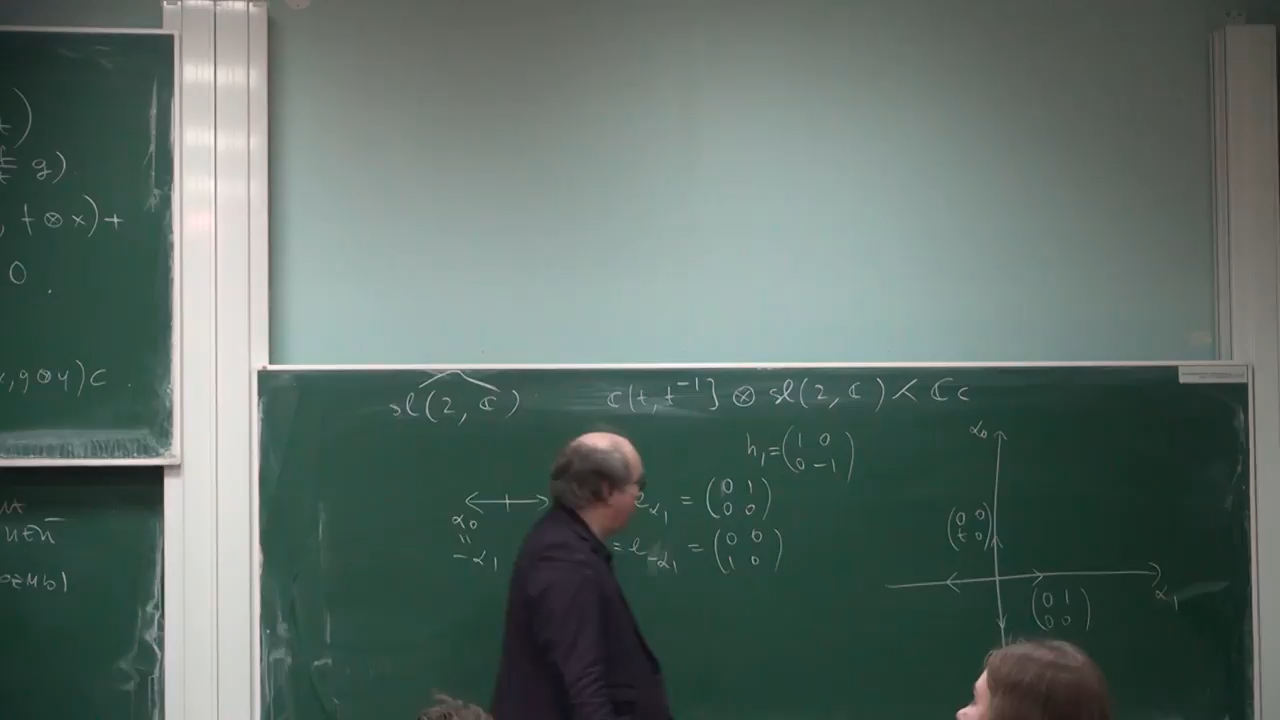 g)
, t ⊗ x) +
0 .
, g ⊗ y) c .
sl(2, ℂ)^
ℂ[t, t⁻¹] ⊗ sl(2, ℂ) ⋌ ℂc
h₁ = (1 0
0 -1)
e_α₁ = (0 1
0 0)
α₀
=
-α₁
= e_-α₁ = (0 0
1 0)
α₀
(0 0
t 0)
α₁
(0 1
0 0)